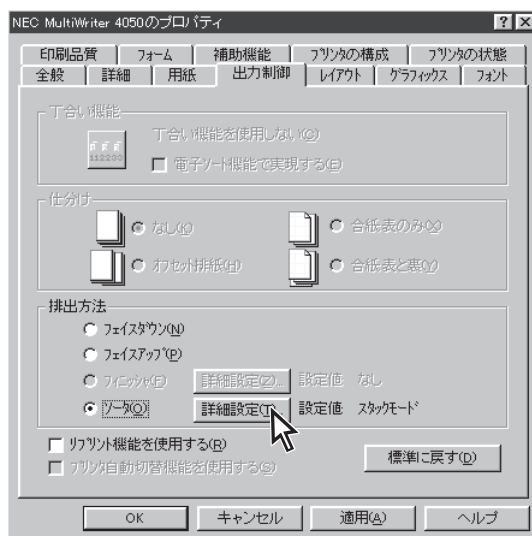 NEC MultiWriter 4050のプロパティ
印刷品質 フォーム 補助機能 プリンタの構成 プリンタの状態
全般 詳細 用紙 出力制御 レイアウト グラフィックス フォント
丁合い機能
112200
丁合い機能を使用しない(C)
電子ソート機能で実現する(E)
仕分け
なし(K) 合紙表のみ(X)
オフセット排紙(H) 合紙表と裏(Y)
排出方法
フェイスダウン(N)
フェイスアップ(P)
フィニッシャ(F) 詳細設定(Z)... 設定値: なし
ソータ(O) 詳細設定(T)... 設定値: スタックモード
リプリント機能を使用する(R)
プリンタ自動切替機能を使用する(S)
標準に戻す(D)
OK キャンセル 適用(A) ヘルプ